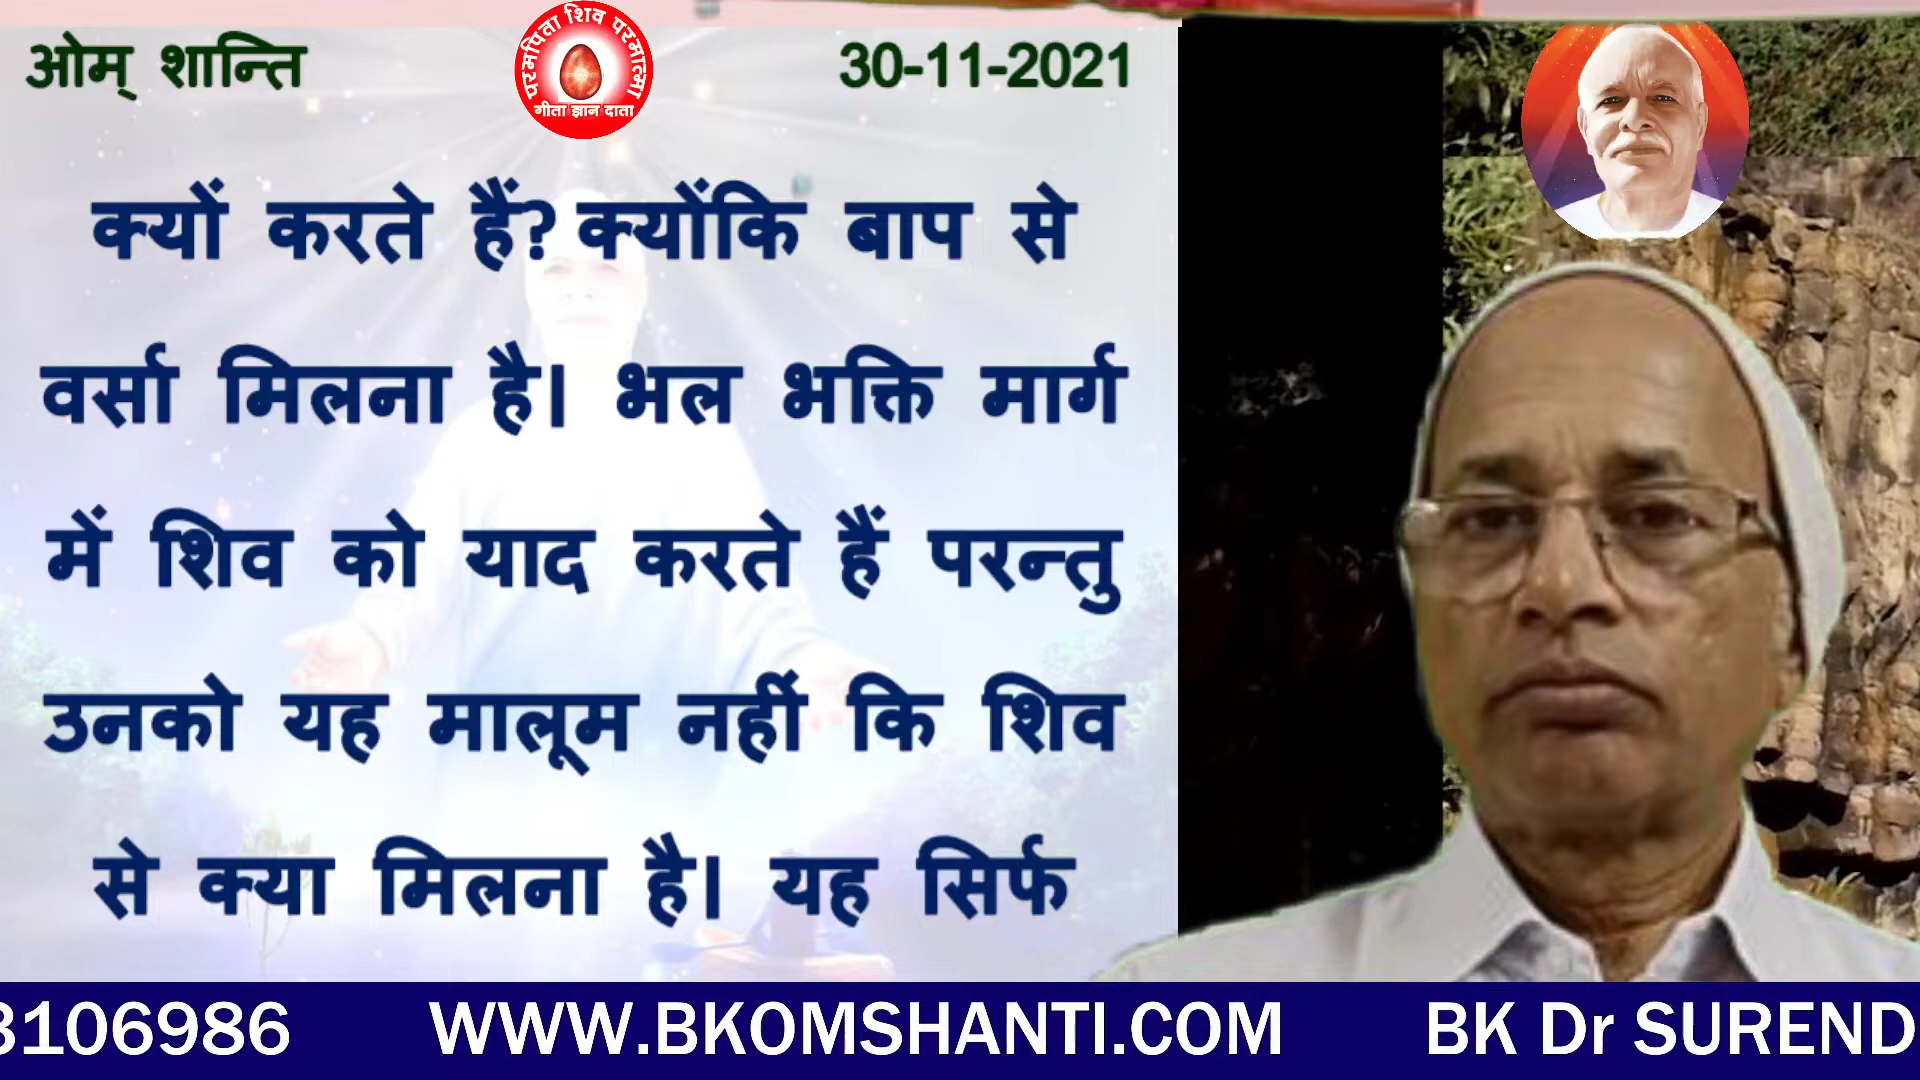 ओम् शान्ति
परमपिता शिव परमात्मा
गीता ज्ञान दाता
30-11-2021
क्यों करते हैं? क्योंकि बाप से
वर्सा मिलना है। भल भक्ति मार्ग
में शिव को याद करते हैं परन्तु
उनको यह मालूम नहीं कि शिव
से क्या मिलना है। यह सिर्फ
3106986 WWW.BKOMSHANTI.COM BK Dr SUREND